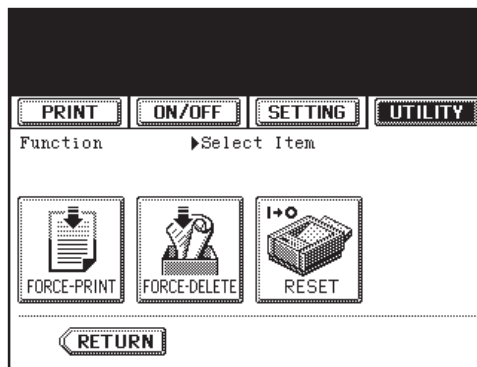 PRINT ON/OFF SETTING UTILITY
Function ▶Select Item
I→O
FORCE-PRINT FORCE-DELETE RESET
RETURN